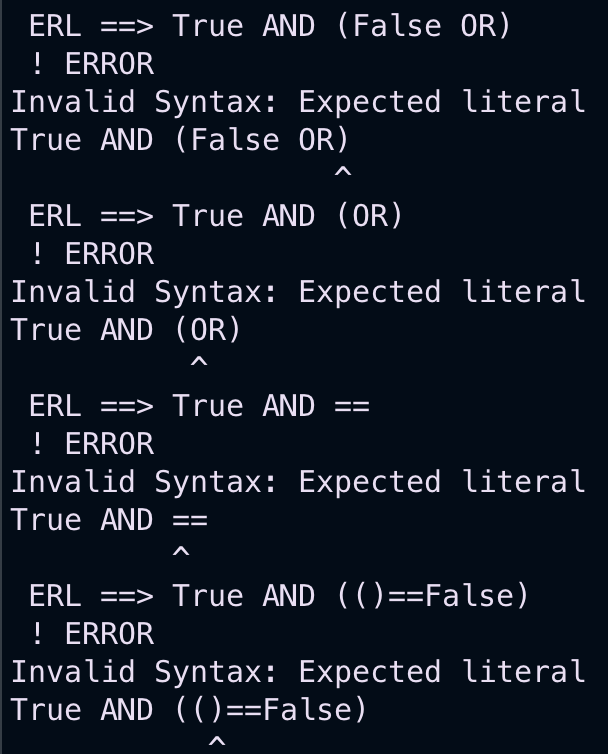 ERL ==> True AND (False OR)
! ERROR
Invalid Syntax: Expected literal
True AND (False OR)
^
ERL ==> True AND (OR)
! ERROR
Invalid Syntax: Expected literal
True AND (OR)
^
ERL ==> True AND ==
! ERROR
Invalid Syntax: Expected literal
True AND ==
^
ERL ==> True AND (()==False)
! ERROR
Invalid Syntax: Expected literal
True AND (()==False)
^